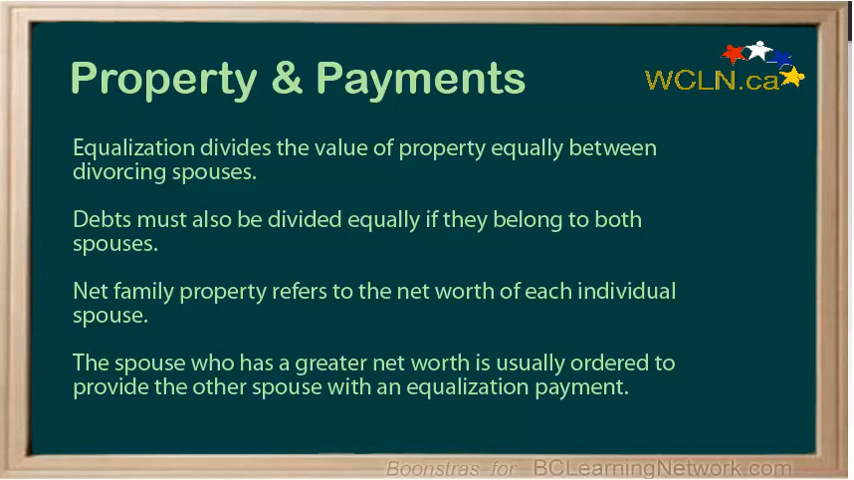 Property & Payments
WCLN.ca
Equalization divides the value of property equally between
divorcing spouses.
Debts must also be divided equally if they belong to both
spouses.
Net family property refers to the net worth of each individual
spouse.
The spouse who has a greater net worth is usually ordered to
provide the other spouse with an equalization payment.
Boonstras for BCLearningNetwork.com